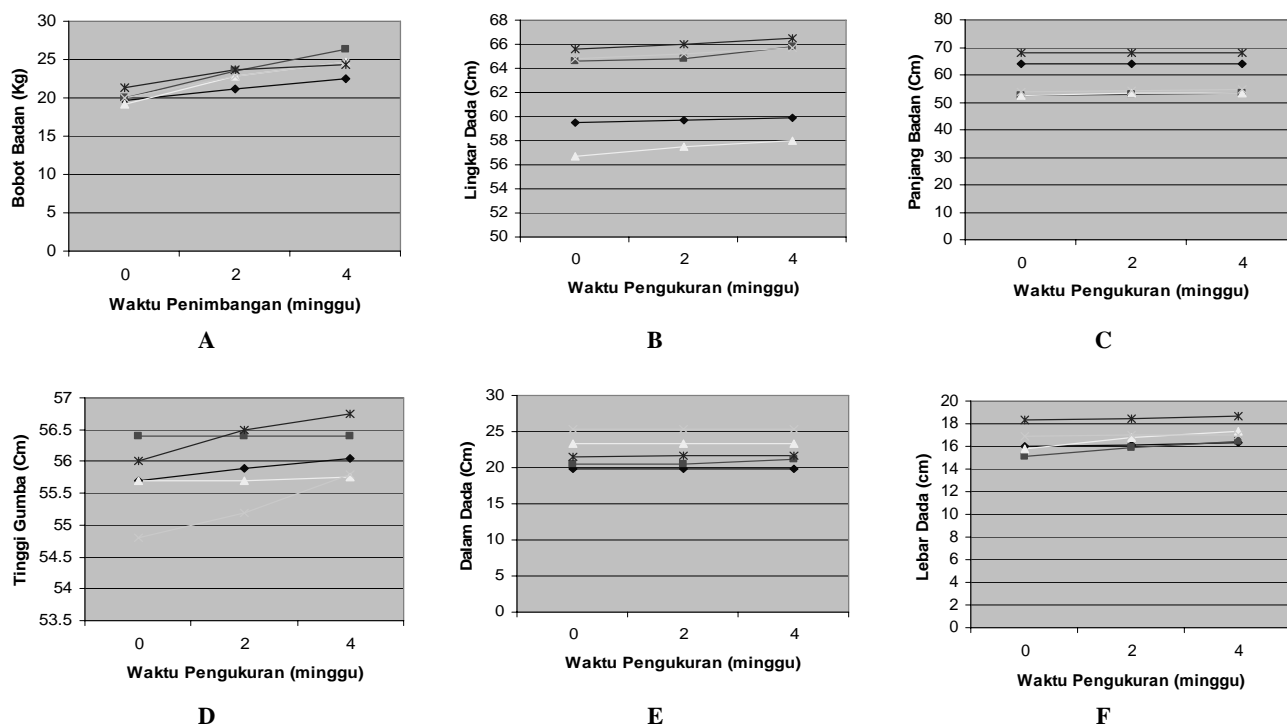 30
25
20
15
10
5
0
Bobot Badan (Kg)
0 2 4
Waktu Penimbangan (minggu)
A
68
66
64
62
60
58
56
54
52
50
Lingkar Dada (Cm)
0 2 4
Waktu Pengukuran (minggu)
B
80
70
60
50
40
30
20
10
0
Panjang Badan (Cm)
0 2 4
Waktu Pengukuran (minggu)
C
57
56.5
56
55.5
55
54.5
54
53.5
Tinggi Gumba (Cm)
0 2 4
Waktu Pengukuran (minggu)
D
30
25
20
15
10
5
0
Dalam Dada (Cm)
0 2 4
Waktu Pengukuran (minggu)
E
20
18
16
14
12
10
8
6
4
2
0
Lebar Dada (cm)
0 2 4
Waktu Pengukuran (minggu)
F